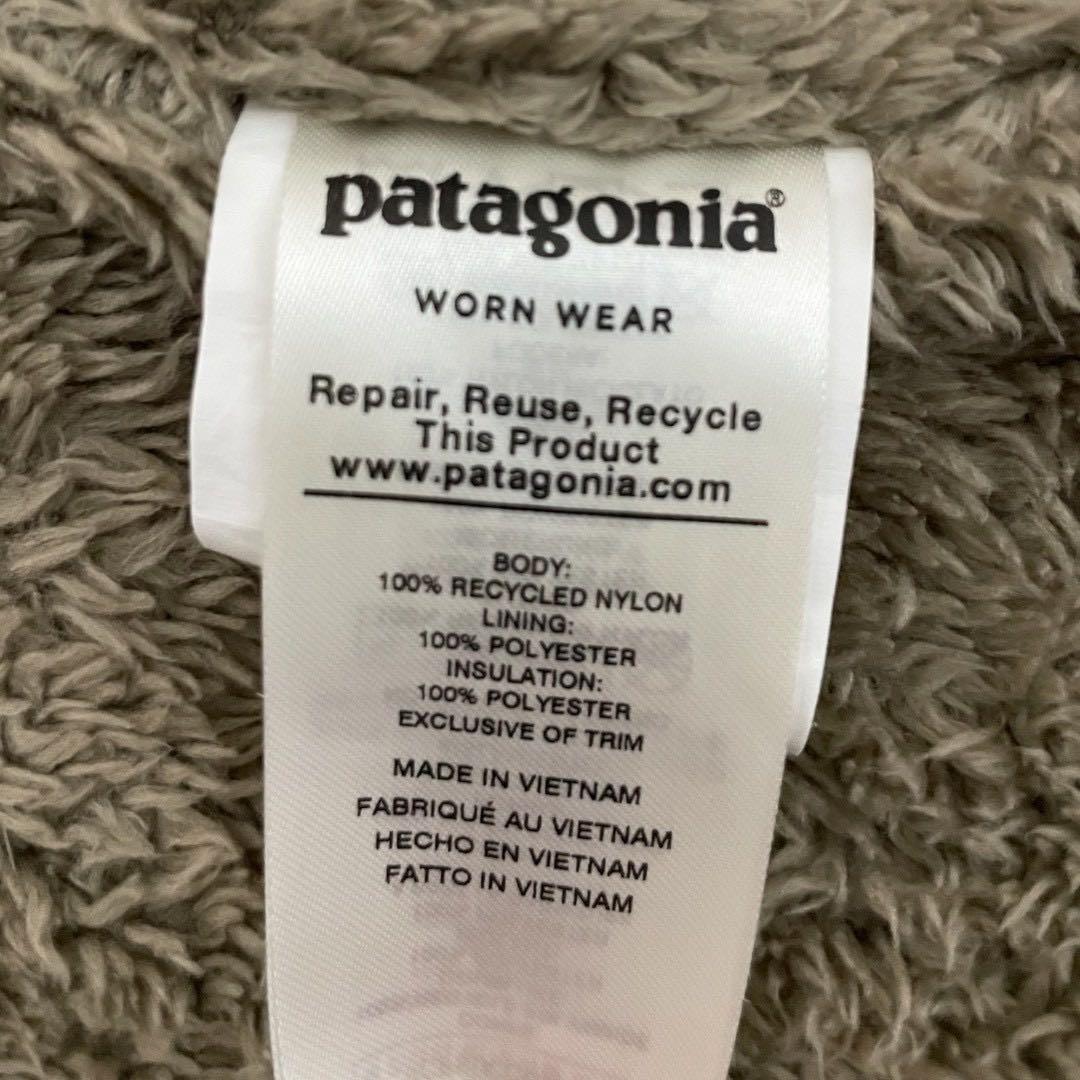 patagonia®
WORN WEAR
Repair, Reuse, Recycle
This Product
www.patagonia.com
BODY:
100% RECYCLED NYLON
LINING:
100% POLYESTER
INSULATION:
100% POLYESTER
EXCLUSIVE OF TRIM
MADE IN VIETNAM
FABRIQUÉ AU VIETNAM
HECHO EN VIETNAM
FATTO IN VIETNAM